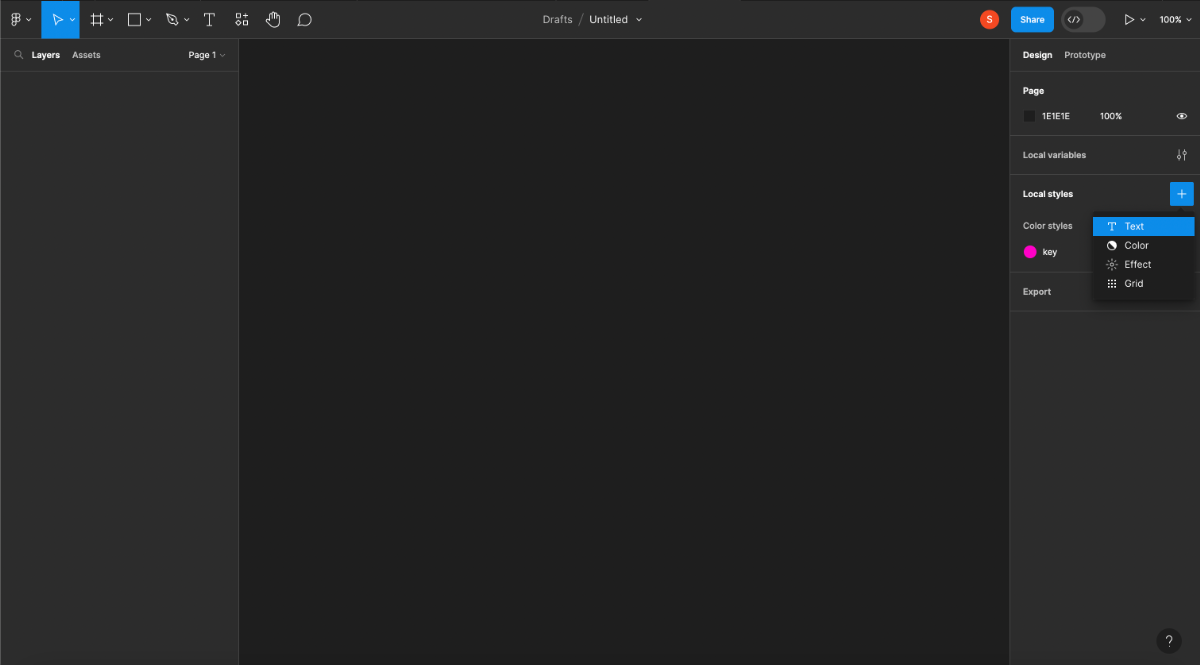 Drafts / Untitled
S
Share
100%
Layers Assets Page 1
Design Prototype
Page
1E1E1E 100%
Local variables
Local styles
Color styles
key
Text
Color
Effect
Grid
Export
?